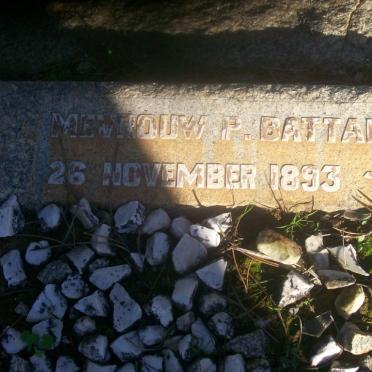 MEVROUW P. BATTA
26 NOVEMBER 1893 -